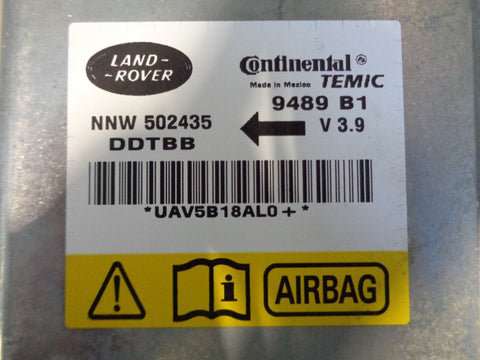 LAND~
~ROVER
Continental®
Made in Mexico TEMIC
9489 B1
NNW 502435 V 3.9
DDTBB
*UAV5B18AL0+*
! i AIRBAG